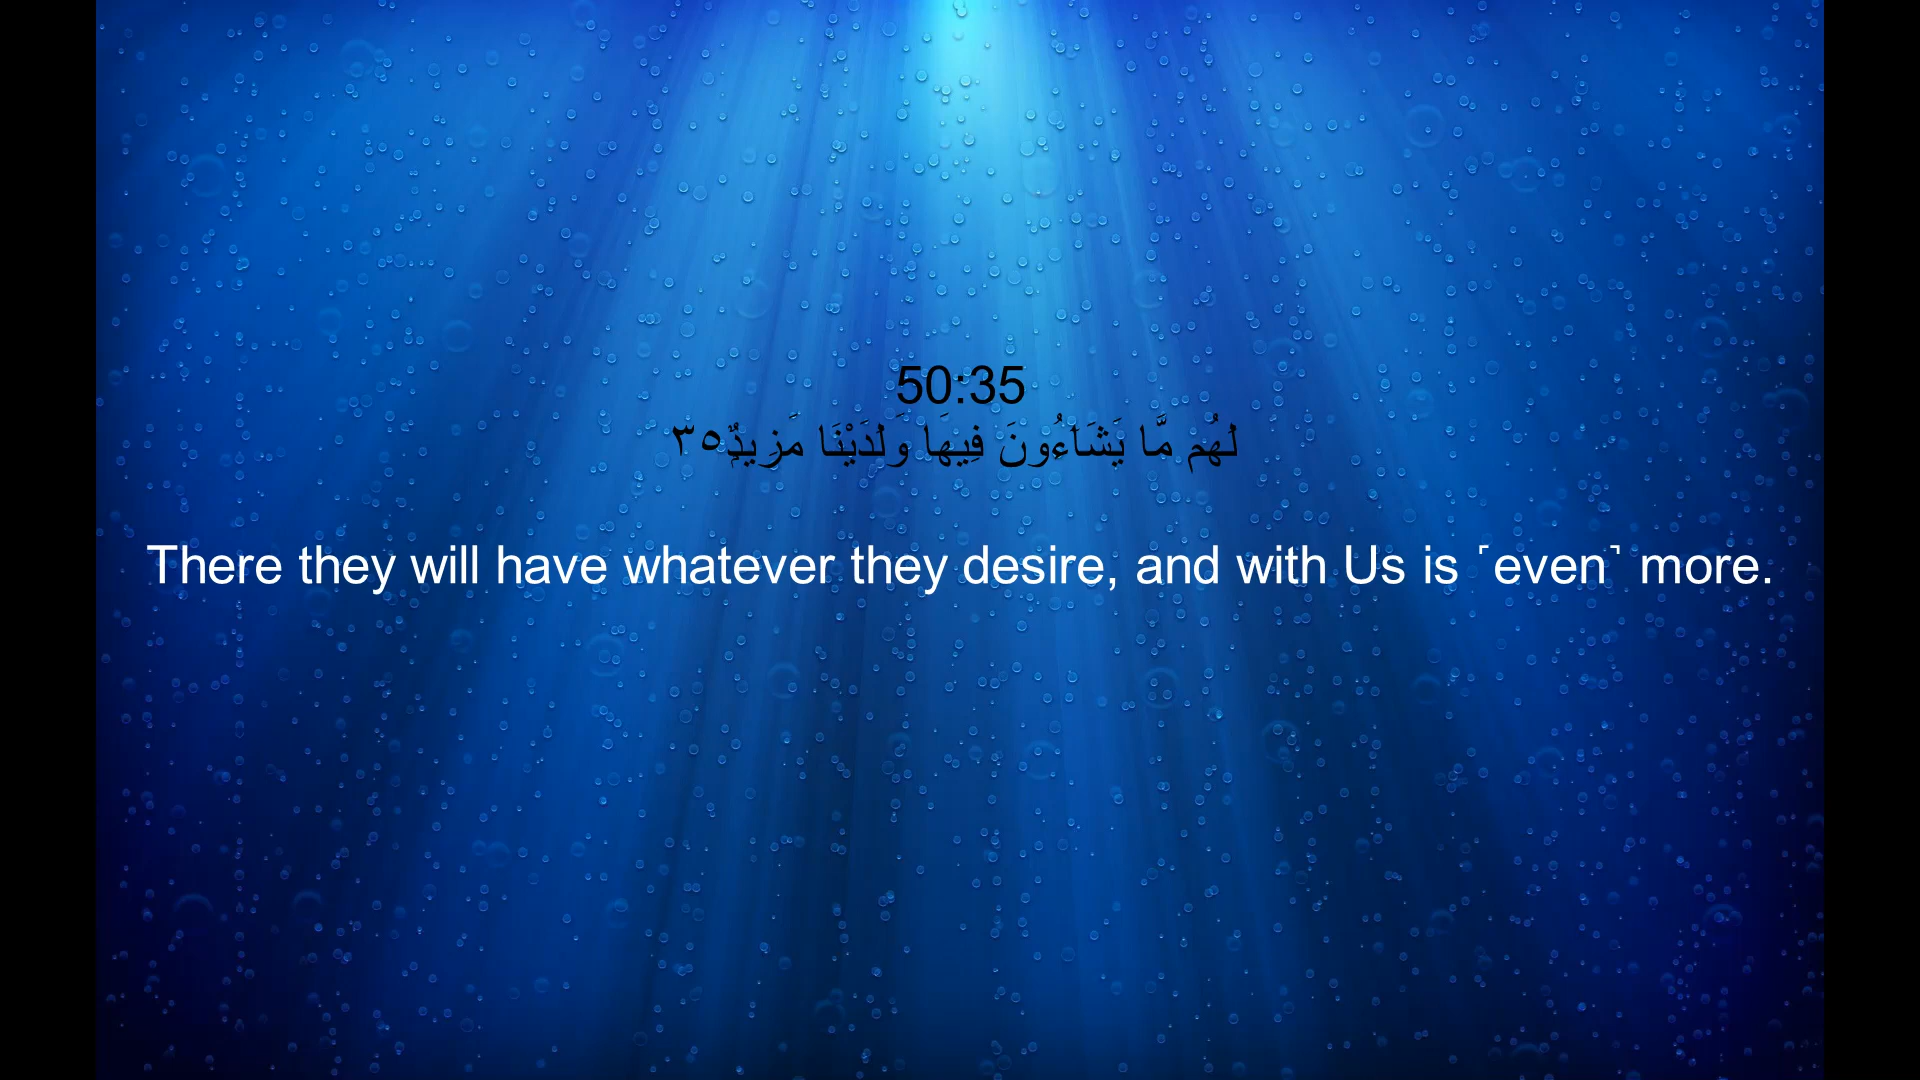 50:35
لَهُم مَّا يَشَآءُونَ فِيهَا وَلَدَيْنَا مَزِيدٌ٣٥
There they will have whatever they desire, and with Us is ˹even˺ more.